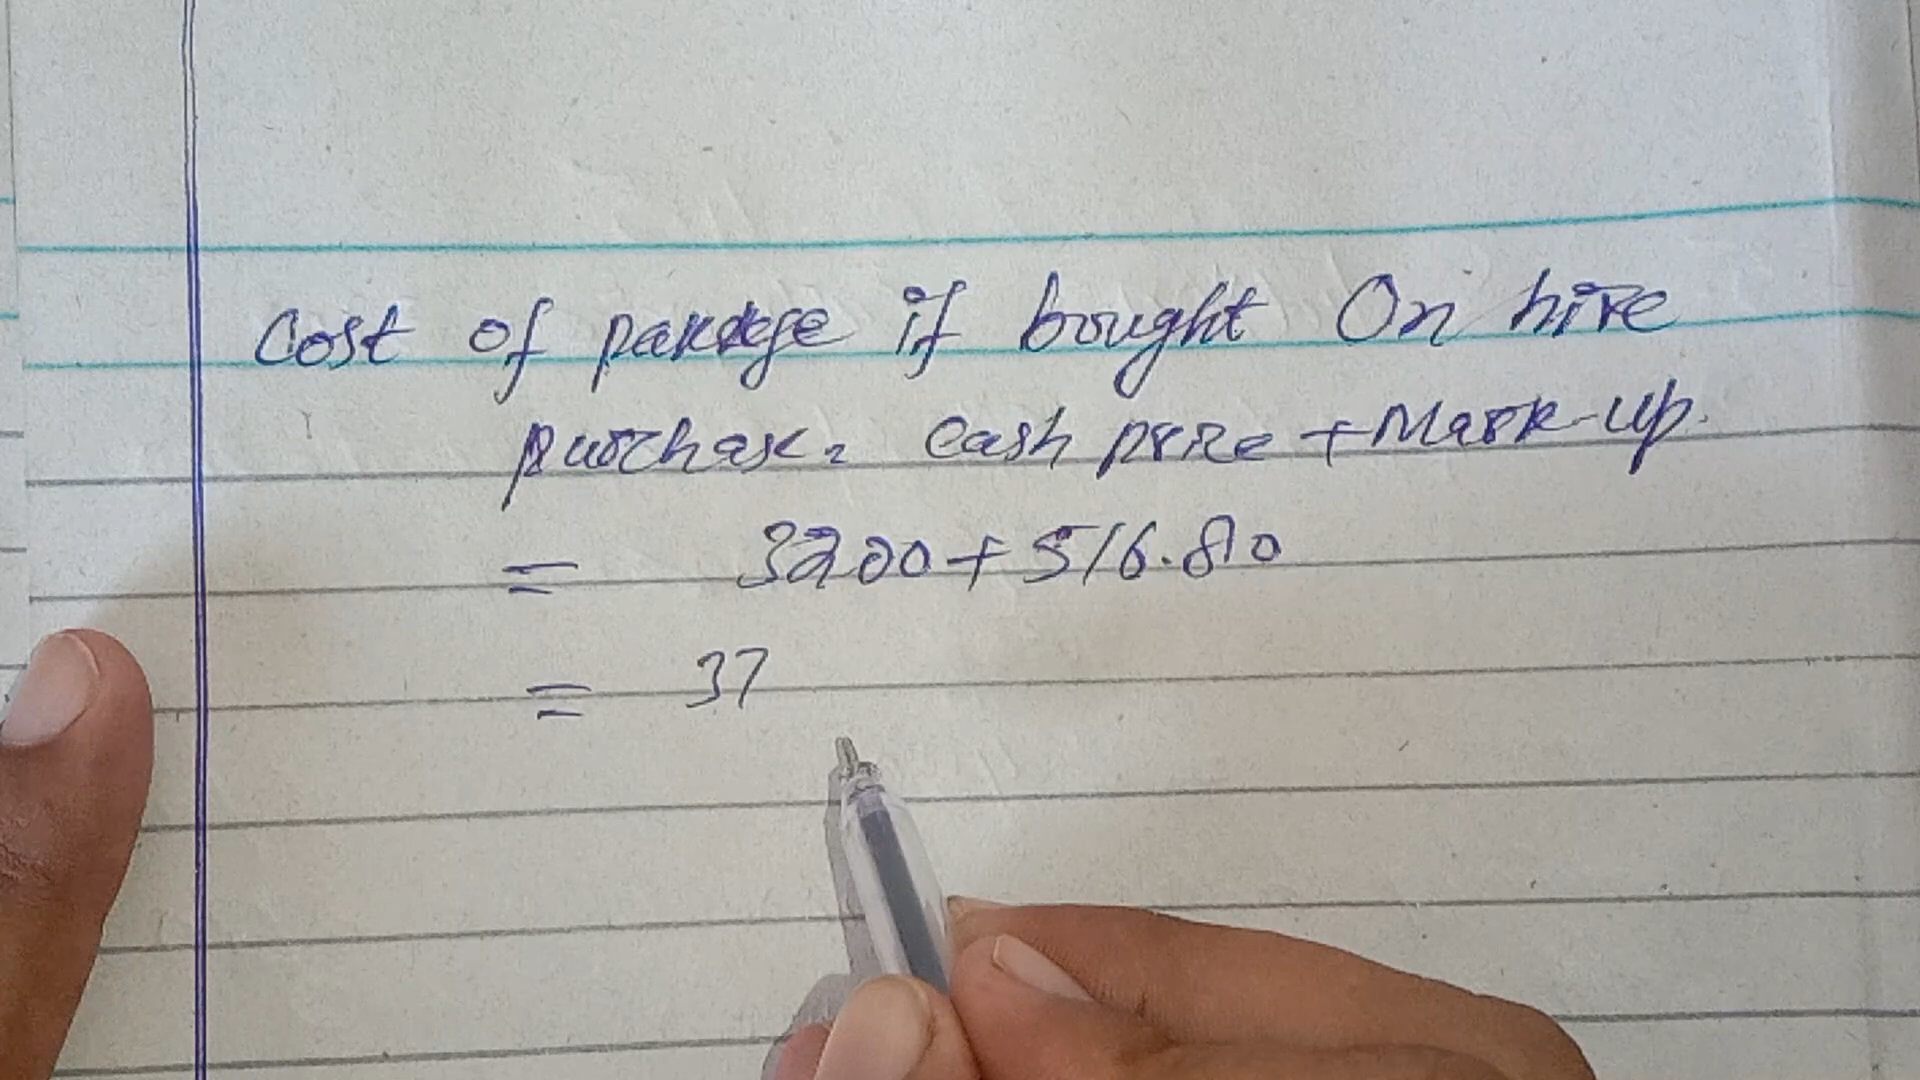 Cost of package if bought On hire
purchase = Cash price + Mark-up.
= 3200 + 516.80
= 37